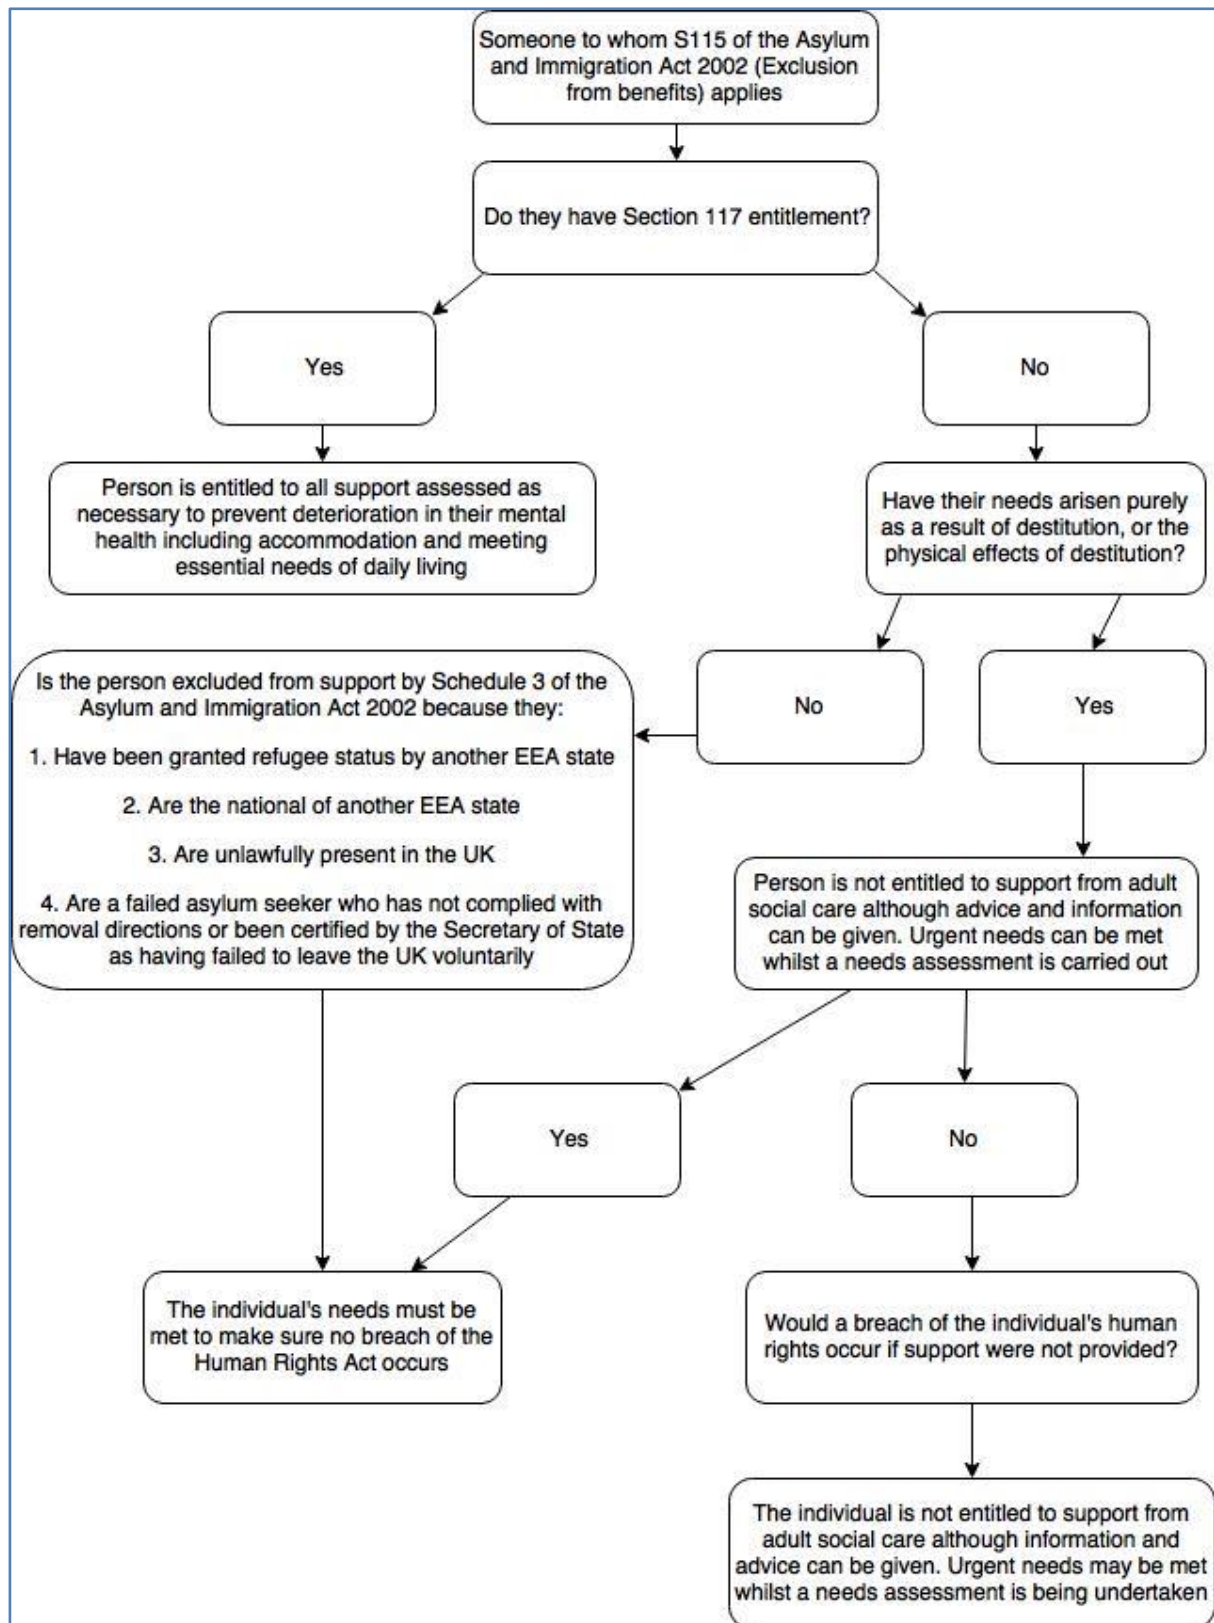 Someone to whom S115 of the Asylum
and Immigration Act 2002 (Exclusion
from benefits) applies
Do they have Section 117 entitlement?
Yes
No
Person is entitled to all support assessed as
necessary to prevent deterioration in their mental
health including accommodation and meeting
essential needs of daily living
Have their needs arisen purely
as a result of destitution, or the
physical effects of destitution?
Is the person excluded from support by Schedule 3 of the
Asylum and Immigration Act 2002 because they:
1. Have been granted refugee status by another EEA state
2. Are the national of another EEA state
3. Are unlawfully present in the UK
4. Are a failed asylum seeker who has not complied with
removal directions or been certified by the Secretary of State
as having failed to leave the UK voluntarily
No
Yes
Person is not entitled to support from adult
social care although advice and information
can be given. Urgent needs can be met
whilst a needs assessment is carried out
Yes
No
The individual's needs must be
met to make sure no breach of the
Human Rights Act occurs
Would a breach of the individual's human
rights occur if support were not provided?
The individual is not entitled to support from
adult social care although information and
advice can be given. Urgent needs may be met
whilst a needs assessment is being undertaken